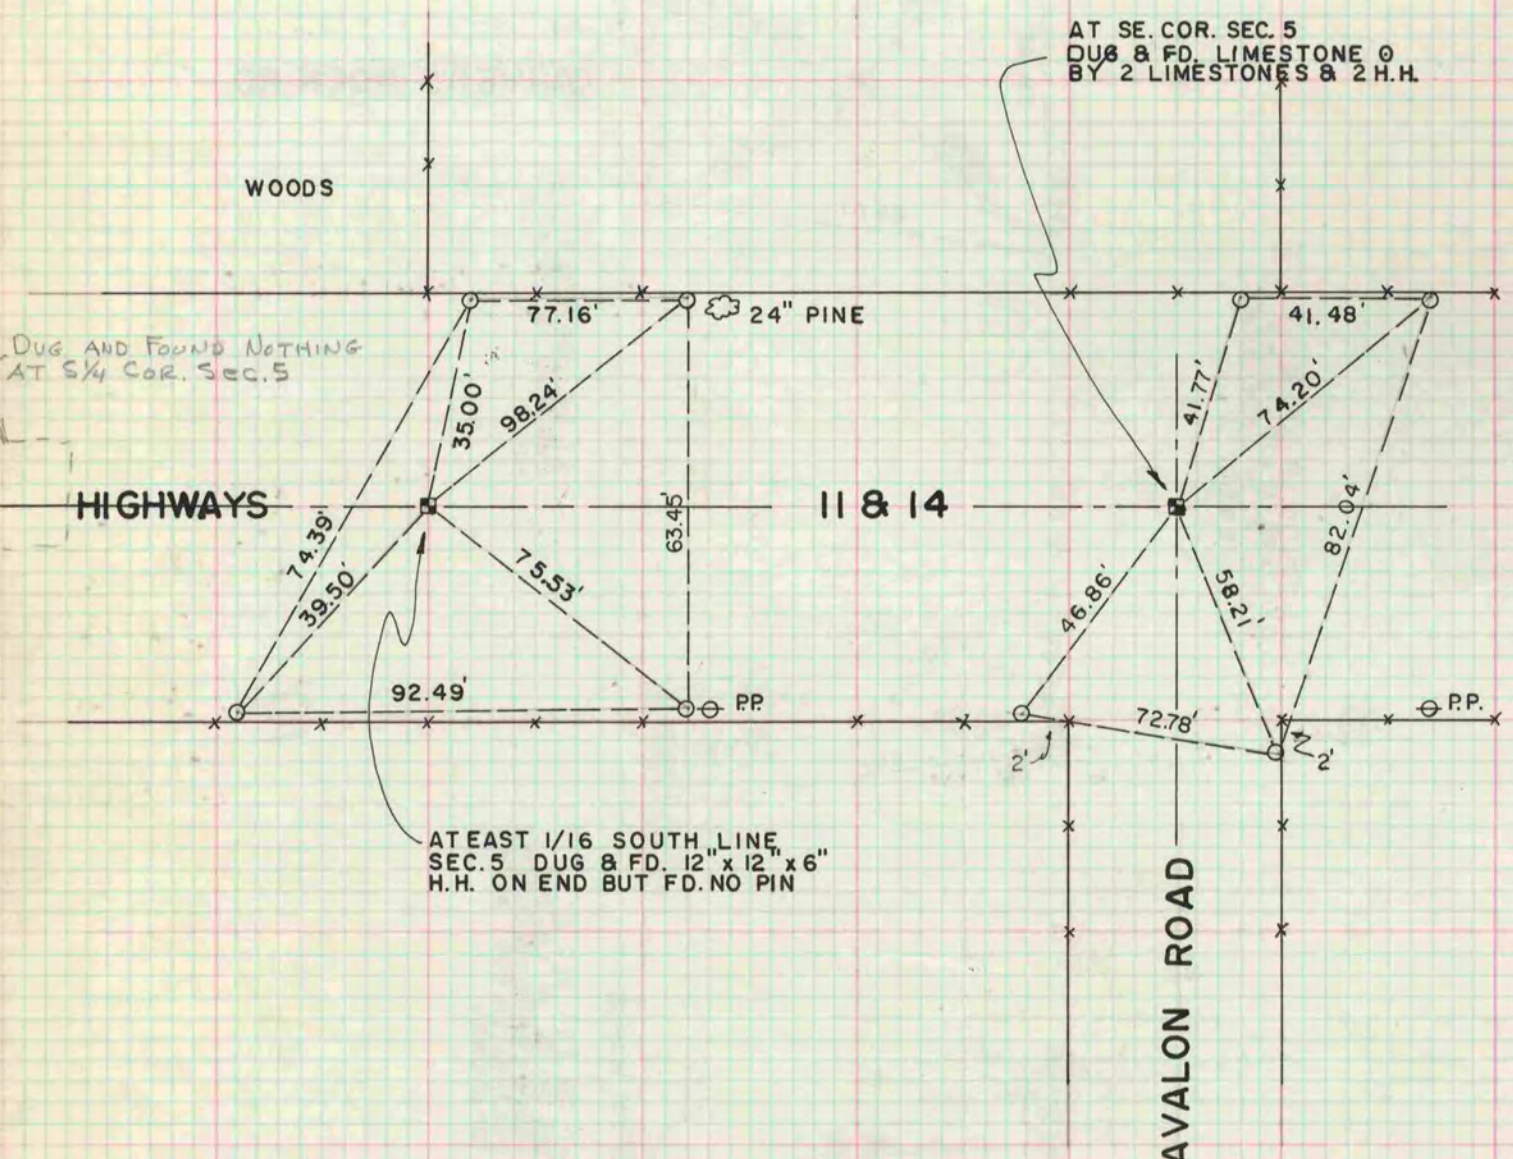 AT SE. COR. SEC. 5
DUG & FD. LIMESTONE
BY 2 LIMESTONES & 2 H.H.
WOODS
77.16'
24" PINE
41.48'
DUG AND FOUND NOTHING
AT S¼ COR. SEC. 5
35.00'
98.24'
41.77'
74.20'
HIGHWAYS
11 & 14
74.39'
39.50'
75.53'
63.45'
46.86'
58.21'
82.04'
92.49'
P.P.
72.78'
P.P.
2'
2'
AT EAST 1/16 SOUTH LINE
SEC. 5 DUG & FD. 12" x 12" x 6"
H.H. ON END BUT FD. NO PIN
AVALON ROAD